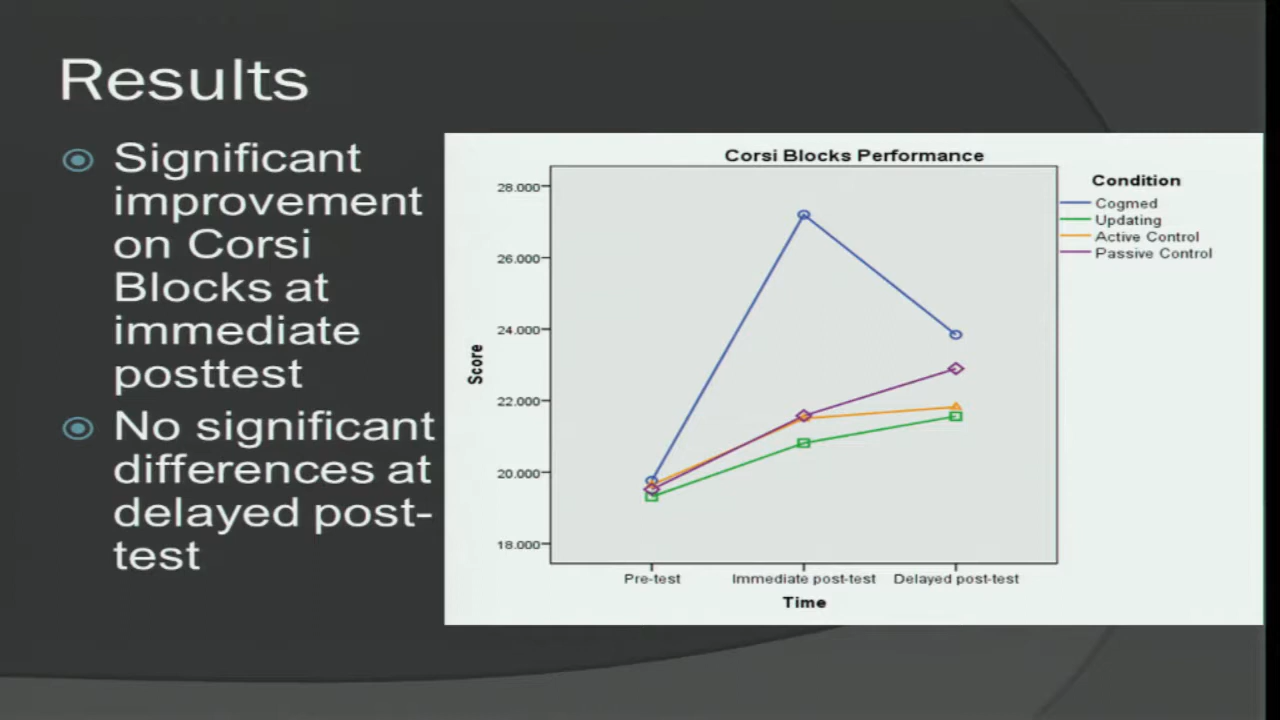 Results
Significant
improvement
on Corsi
Blocks at
immediate
posttest
No significant
differences at
delayed post-
test
Corsi Blocks Performance
28.000
26.000
24.000
22.000
20.000
18.000
Score
Pre-test
Immediate post-test
Delayed post-test
Time
Condition
Cogmed
Updating
Active Control
Passive Control